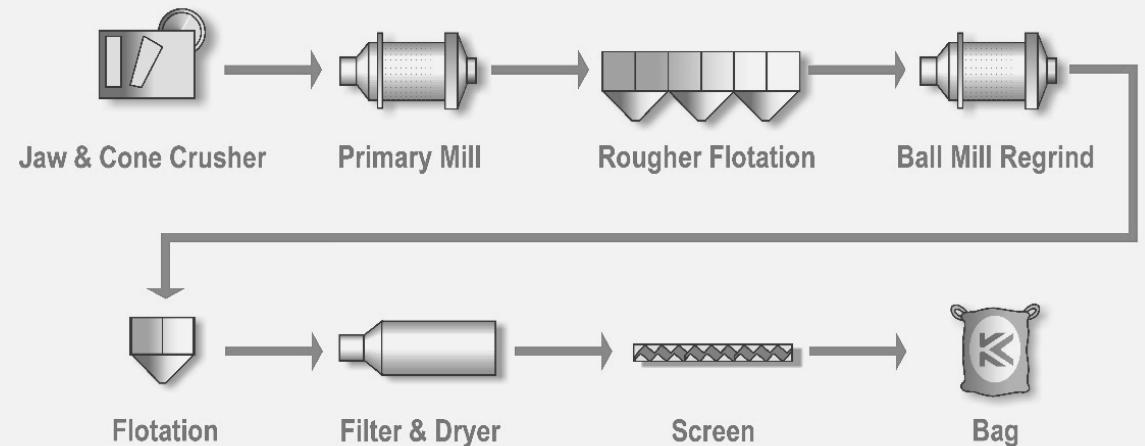 Jaw & Cone Crusher
Primary Mill
Rougher Flotation
Ball Mill Regrind
Flotation
Filter & Dryer
Screen
Bag